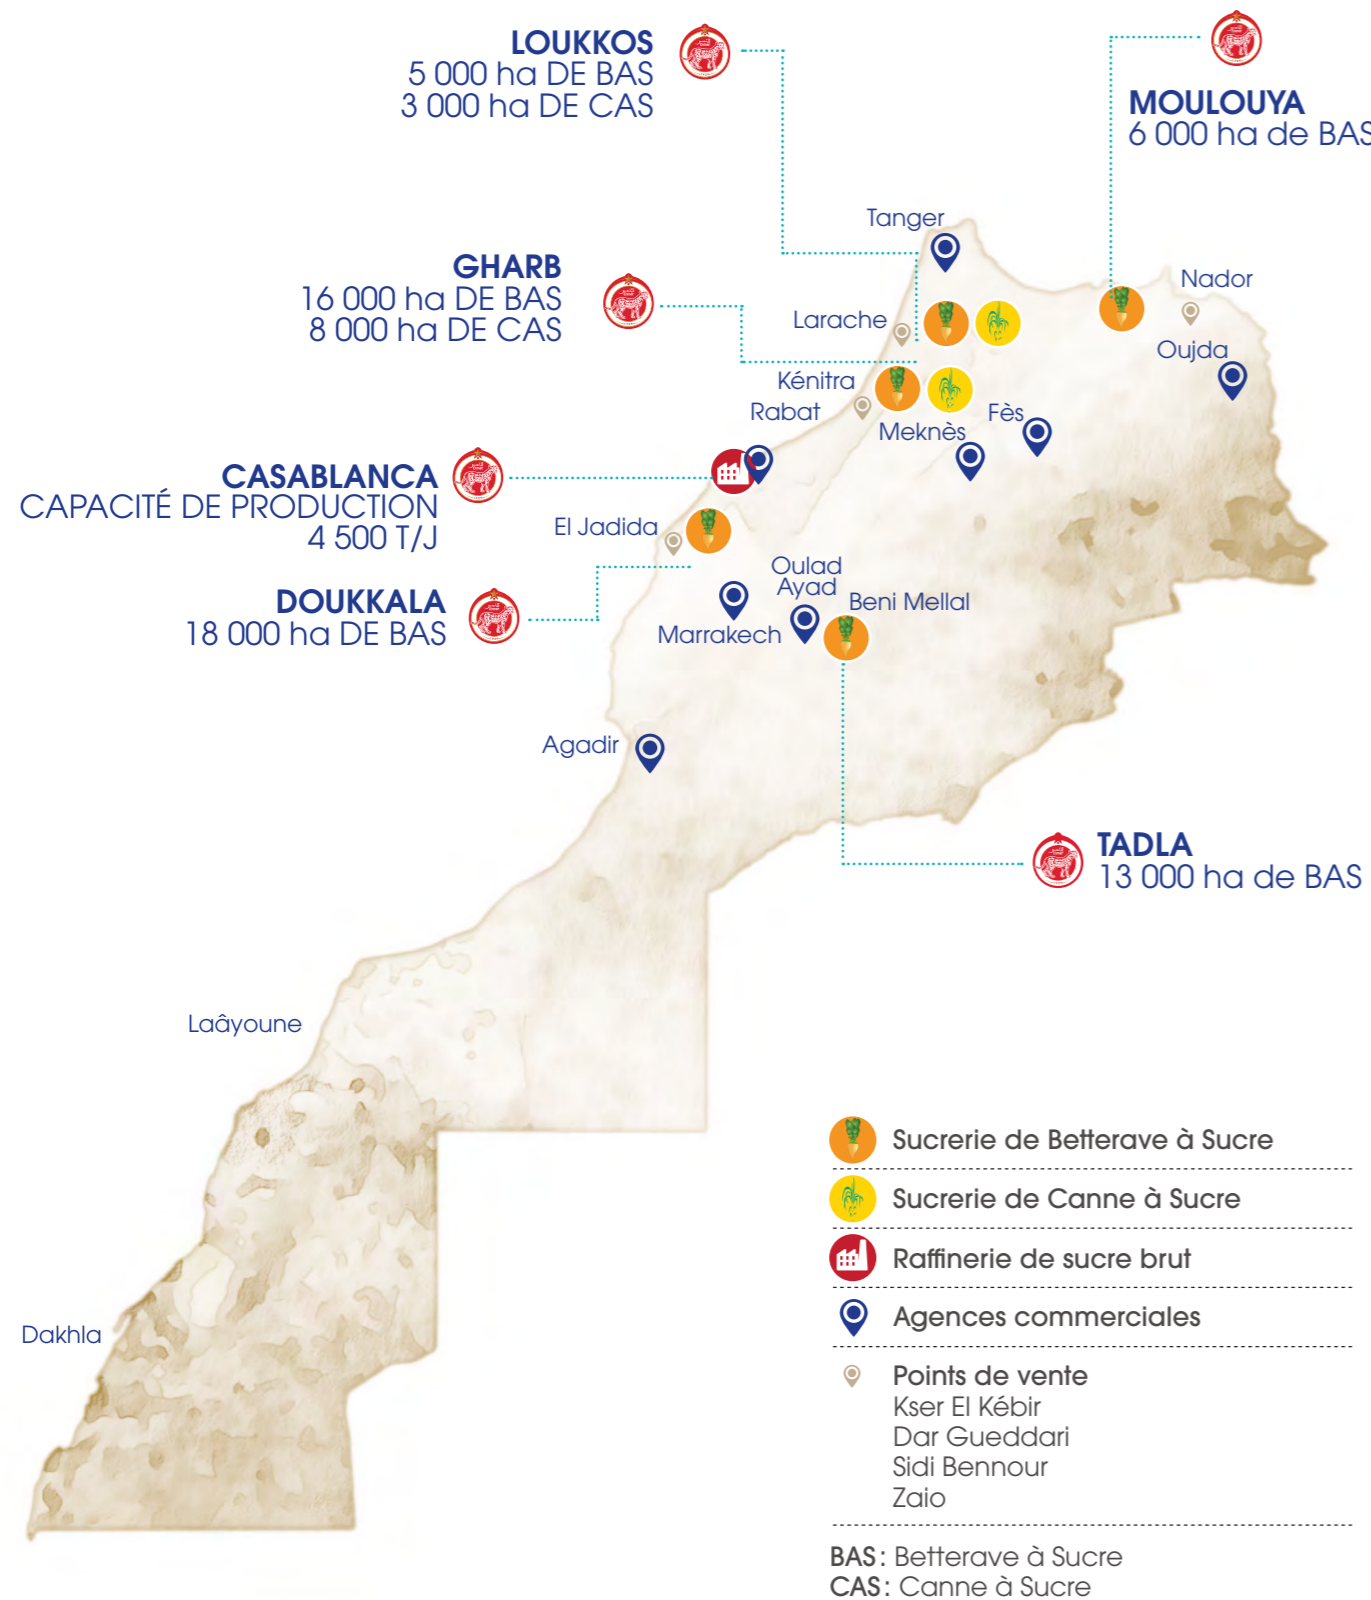 LOUKKOS
5 000 ha DE BAS
3 000 ha DE CAS
MOULOUYA
6 000 ha de BAS
Tanger
GHARB
16 000 ha DE BAS
8 000 ha DE CAS
Nador
Larache
Oujda
Kénitra
Rabat
Fès
Meknès
CASABLANCA
CAPACITÉ DE PRODUCTION
4 500 T/J
El Jadida
Oulad
Ayad
Beni Mellal
DOUKKALA
18 000 ha DE BAS
Marrakech
Agadir
TADLA
13 000 ha de BAS
Laâyoune
Dakhla
Sucrerie de Betterave à Sucre
Sucrerie de Canne à Sucre
Raffinerie de sucre brut
Agences commerciales
Points de vente
Kser El Kébir
Dar Gueddari
Sidi Bennour
Zaio
BAS : Betterave à Sucre
CAS : Canne à Sucre